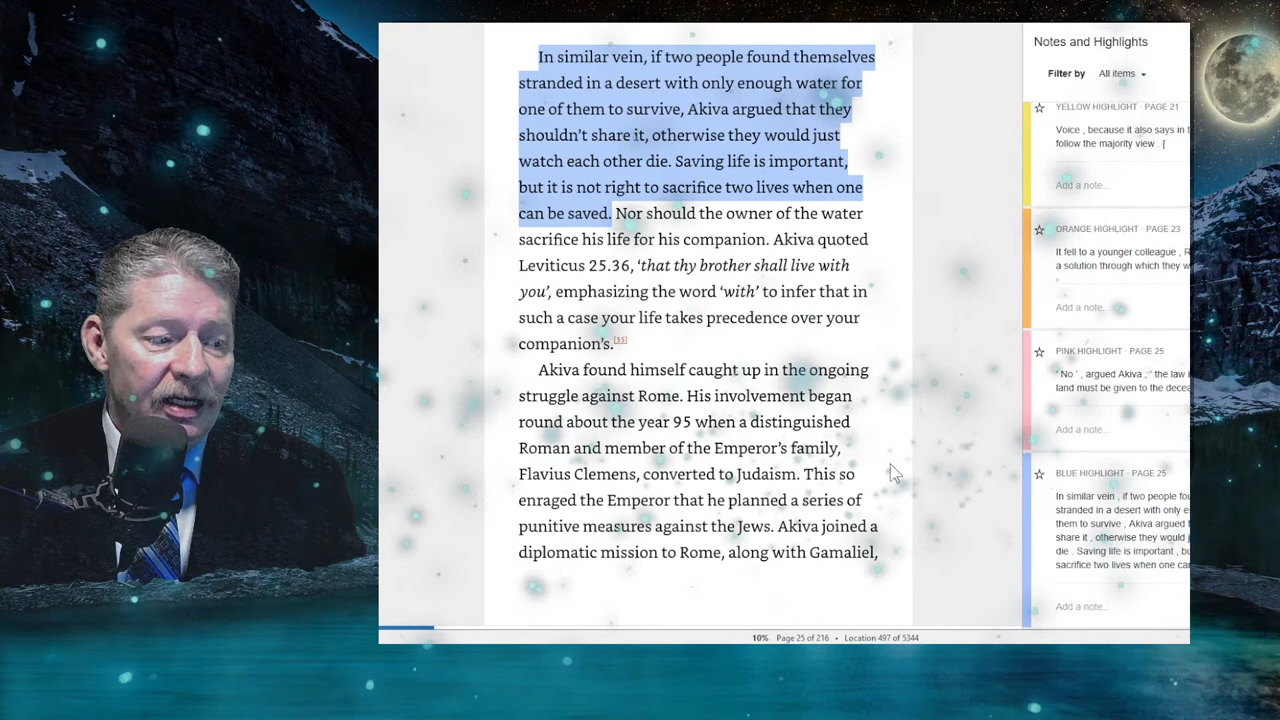 In similar vein, if two people found themselves
stranded in a desert with only enough water for
one of them to survive, Akiva argued that they
shouldn't share it, otherwise they would just
watch each other die. Saving life is important,
but it is not right to sacrifice two lives when one
can be saved. Nor should the owner of the water
sacrifice his life for his companion. Akiva quoted
Leviticus 25.36, ‘that thy brother shall live with
you’, emphasizing the word ‘with’ to infer that in
such a case your life takes precedence over your
companion's.[35]
Akiva found himself caught up in the ongoing
struggle against Rome. His involvement began
round about the year 95 when a distinguished
Roman and member of the Emperor's family,
Flavius Clemens, converted to Judaism. This so
enraged the Emperor that he planned a series of
punitive measures against the Jews. Akiva joined a
diplomatic mission to Rome, along with Gamaliel,
10% Page 25 of 216 • Location 497 of 5344
Notes and Highlights
Filter by All items
YELLOW HIGHLIGHT · PAGE 21
Voice , because it also says in t
follow the majority view . [
Add a note...
ORANGE HIGHLIGHT · PAGE 23
It fell to a younger colleague , R
a solution through which they w
Add a note...
PINK HIGHLIGHT · PAGE 25
' No ' , argued Akiva , ' the law i
land must be given to the decea
Add a note...
BLUE HIGHLIGHT · PAGE 25
In similar vein , if two people fou
stranded in a desert with only e
them to survive , Akiva argued t
share it , otherwise they would j
die . Saving life is important , bu
sacrifice two lives when one can
Add a note...